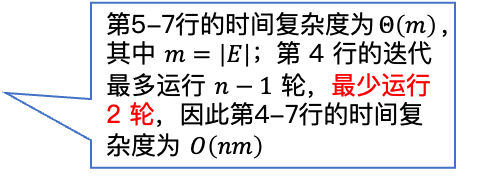 第5–7行的时间复杂度为 Θ(m),
其中 m = |E|；第 4 行的迭代
最多运行 n − 1 轮，最少运行
2 轮，因此第4–7行的时间复
杂度为 O(nm)